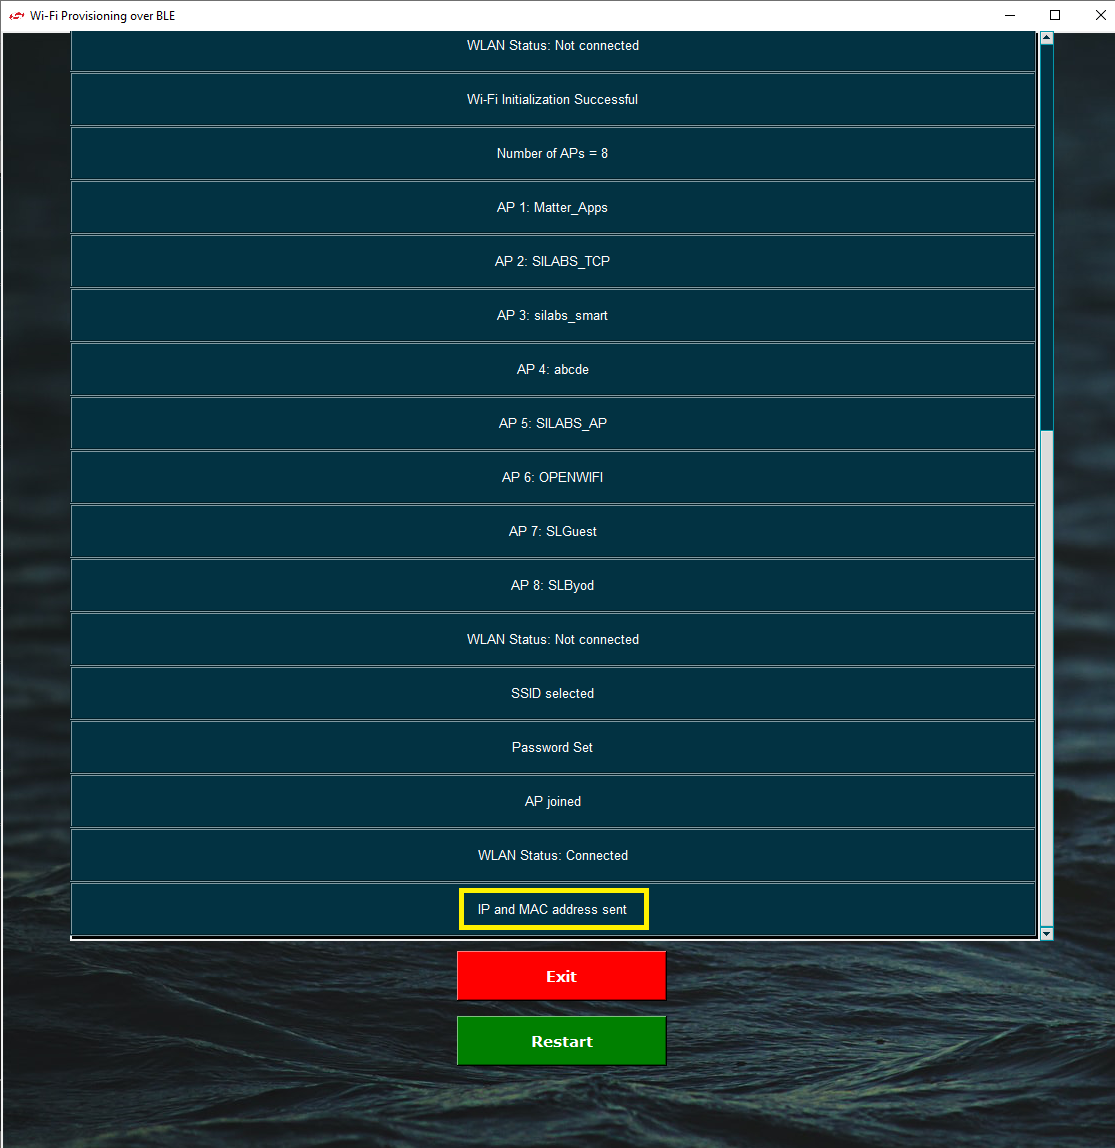 Wi-Fi Provisioning over BLE
WLAN Status: Not connected
Wi-Fi Initialization Successful
Number of APs = 8
AP 1: Matter_Apps
AP 2: SILABS_TCP
AP 3: silabs_smart
AP 4: abcde
AP 5: SILABS_AP
AP 6: OPENWIFI
AP 7: SLGuest
AP 8: SLByod
WLAN Status: Not connected
SSID selected
Password Set
AP joined
WLAN Status: Connected
IP and MAC address sent
Exit
Restart